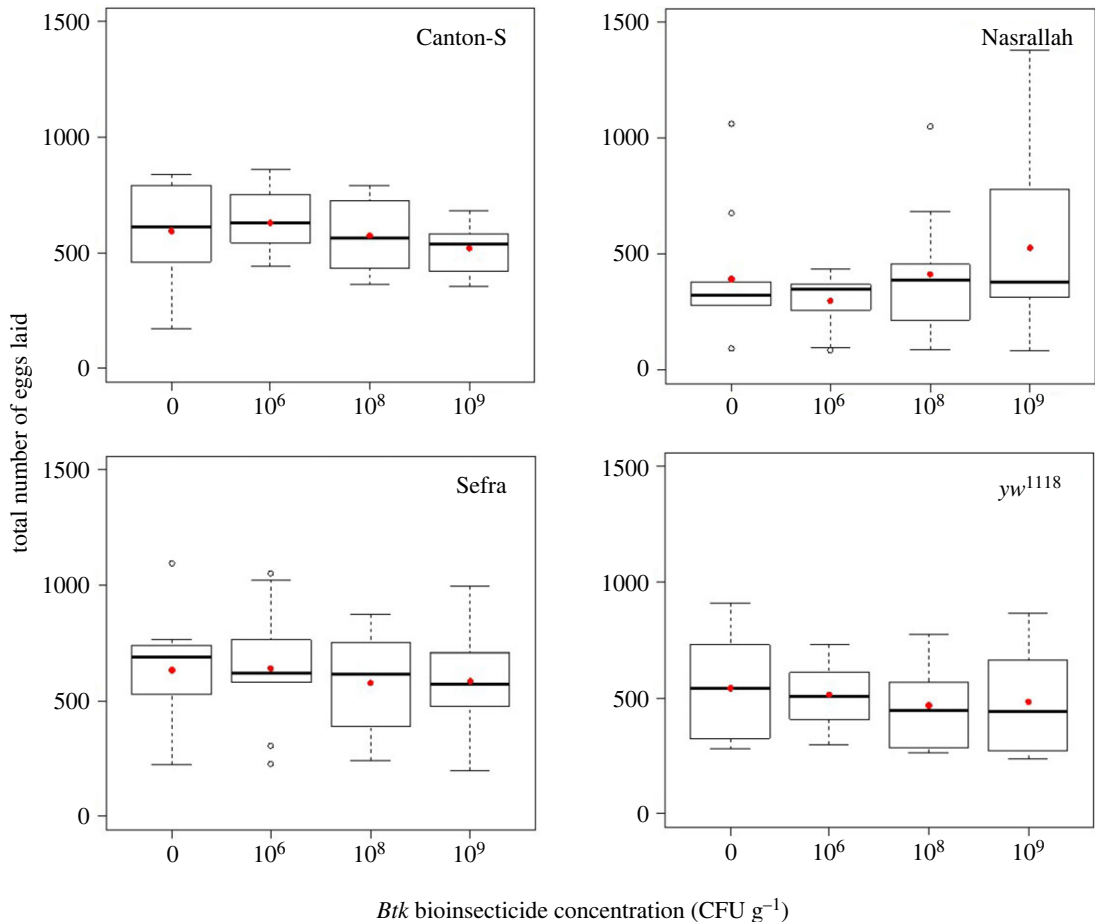 1500
Canton-S
1000
500
0
0 10⁶ 10⁸ 10⁹
1500
Nasrallah
1000
500
0
0 10⁶ 10⁸ 10⁹
total number of eggs laid
1500
Sefra
1000
500
0
0 10⁶ 10⁸ 10⁹
1500
yw¹¹¹⁸
1000
500
0
0 10⁶ 10⁸ 10⁹
Btk bioinsecticide concentration (CFU g⁻¹)